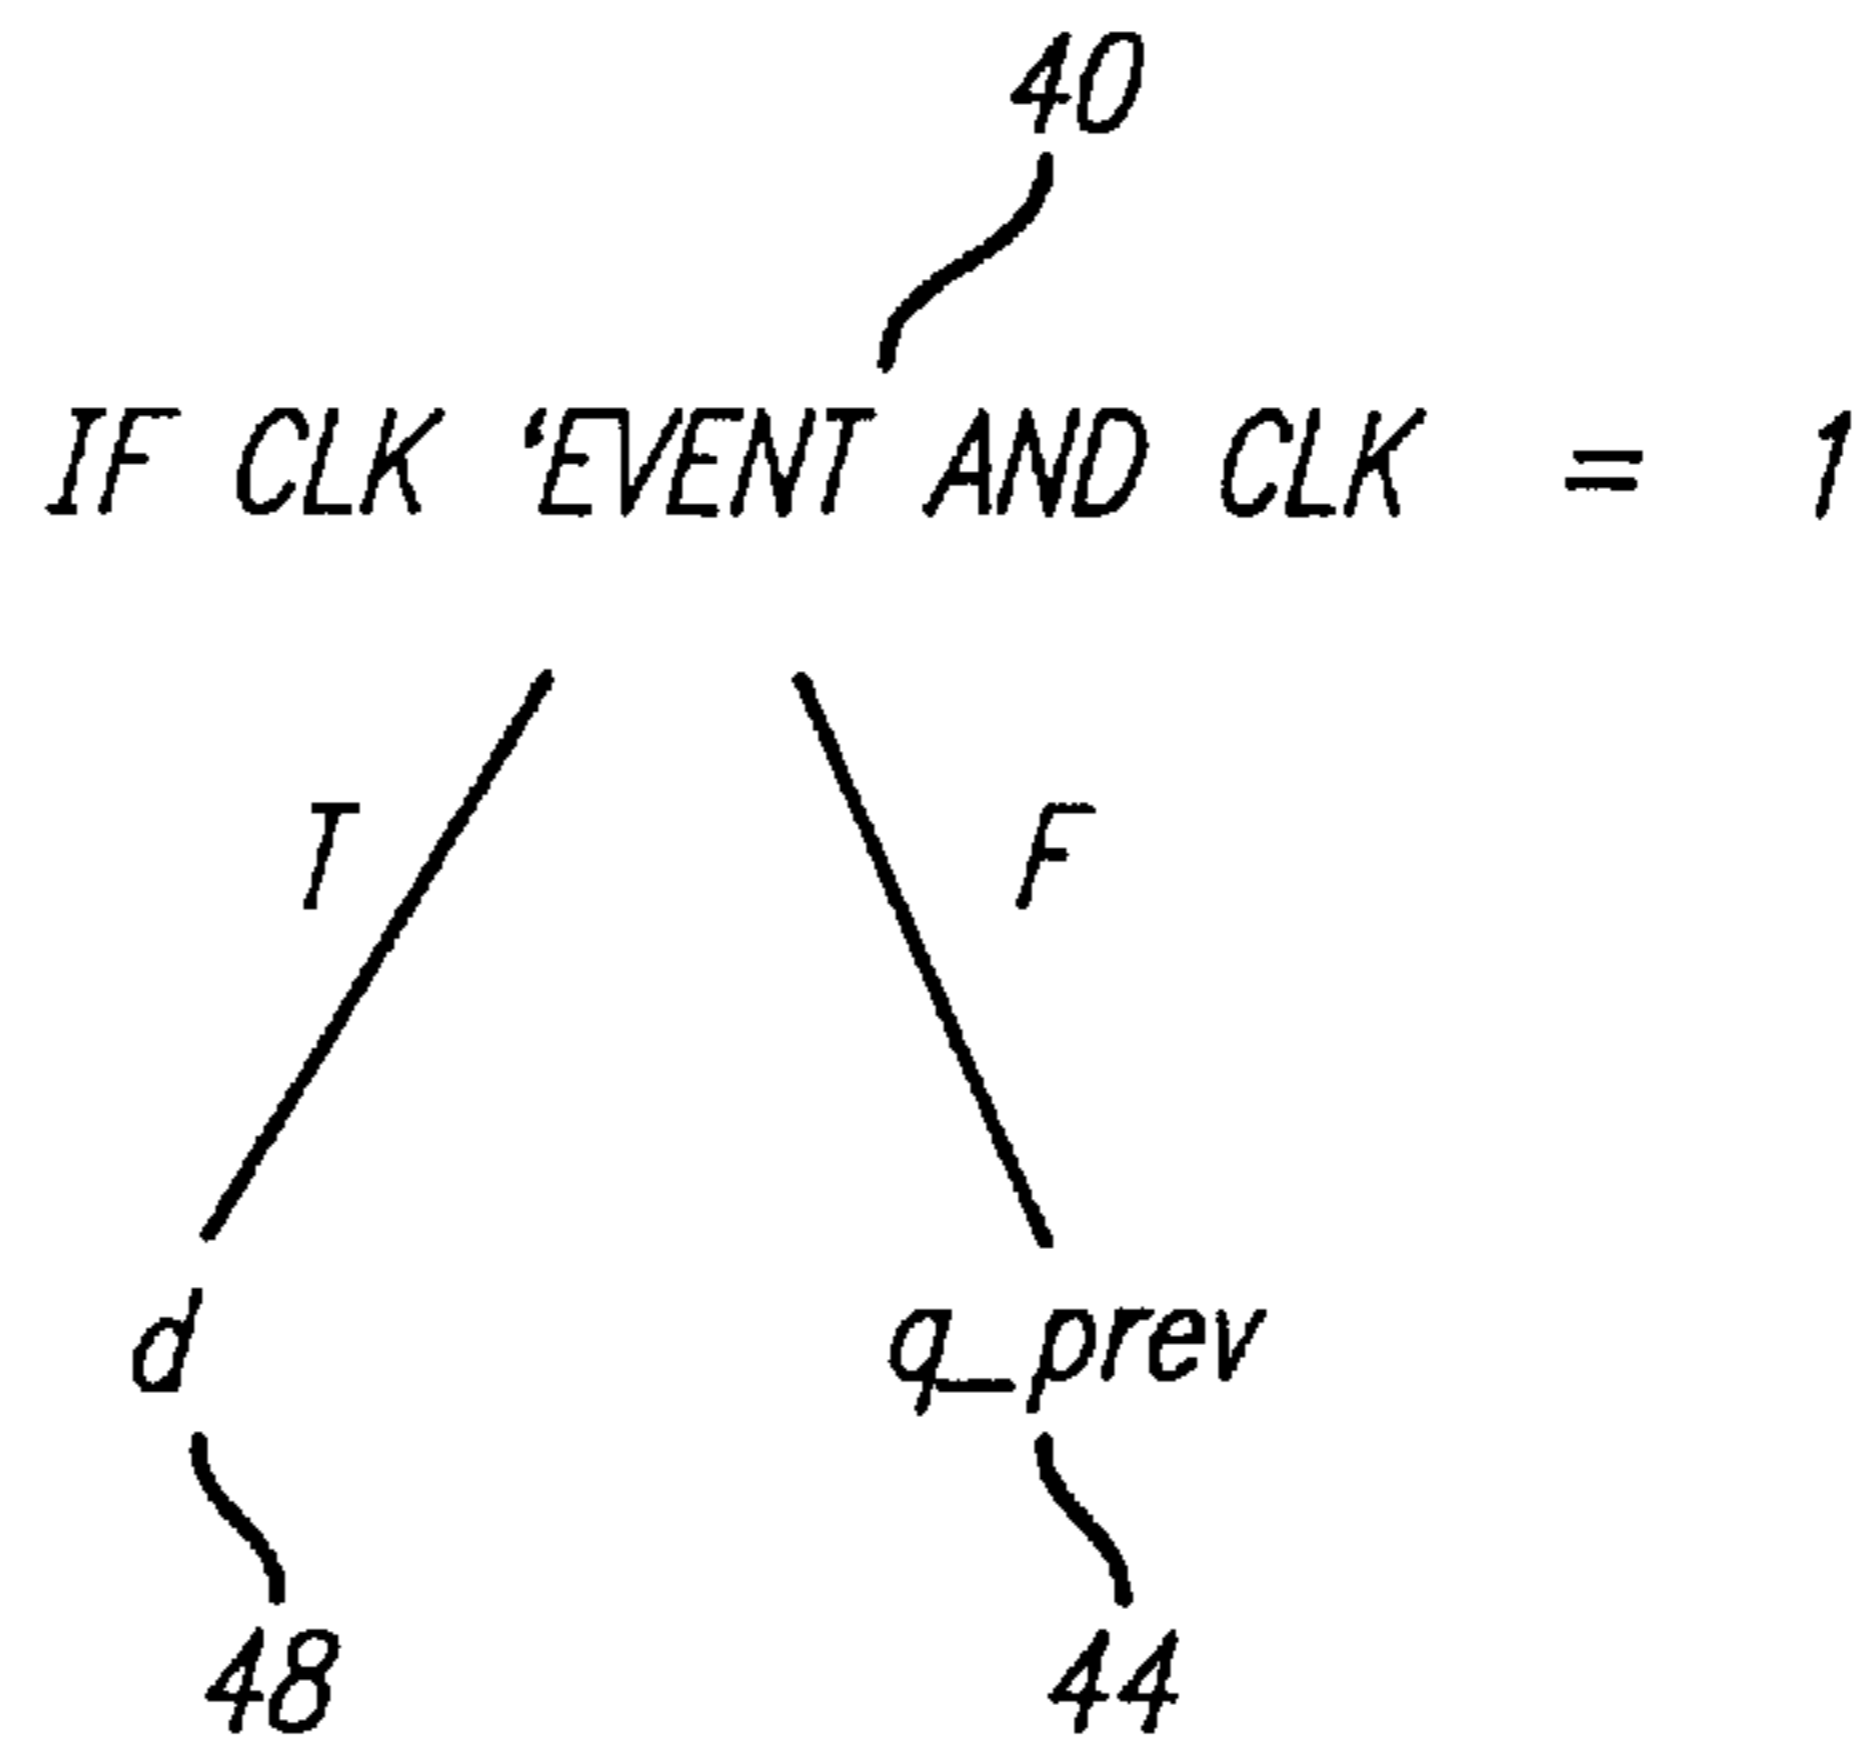 40
IF CLK 'EVENT AND CLK = 1
T F
d q_prev
48 44